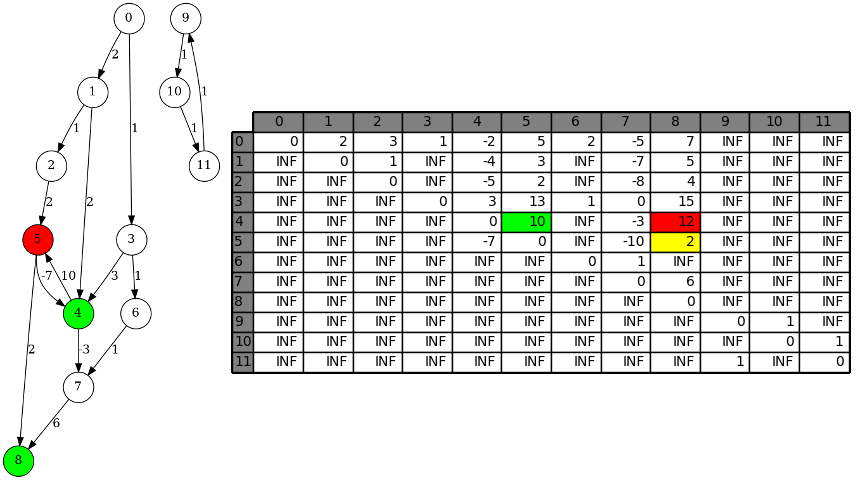 0
9
2
1
1
10
1
1
1
1
2
11
2
2
5
3
-7
10
3
1
4
6
2
-3
1
7
6
8
0 1 2 3 4 5 6 7 8 9 10 11
0 0 2 3 1 -2 5 2 -5 7 INF INF INF
1 INF 0 1 INF -4 3 INF -7 5 INF INF INF
2 INF INF 0 INF -5 2 INF -8 4 INF INF INF
3 INF INF INF 0 3 13 1 0 15 INF INF INF
4 INF INF INF INF 0 10 INF -3 12 INF INF INF
5 INF INF INF INF -7 0 INF -10 2 INF INF INF
6 INF INF INF INF INF INF 0 1 INF INF INF INF
7 INF INF INF INF INF INF INF 0 6 INF INF INF
8 INF INF INF INF INF INF INF INF 0 INF INF INF
9 INF INF INF INF INF INF INF INF INF 0 1 INF
10 INF INF INF INF INF INF INF INF INF INF 0 1
11 INF INF INF INF INF INF INF INF INF 1 INF 0